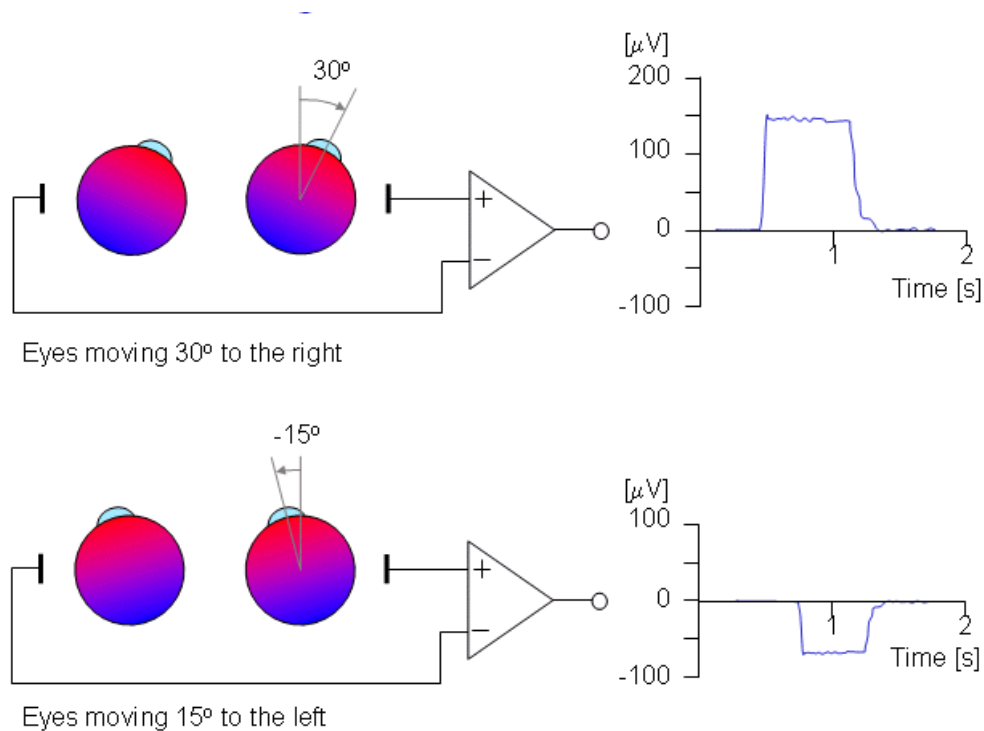 [μV]
200
30º
100
+
0
−
1
2
Time [s]
-100
Eyes moving 30º to the right
-15º
[μV]
100
+
0
−
1
2
Time [s]
-100
Eyes moving 15º to the left